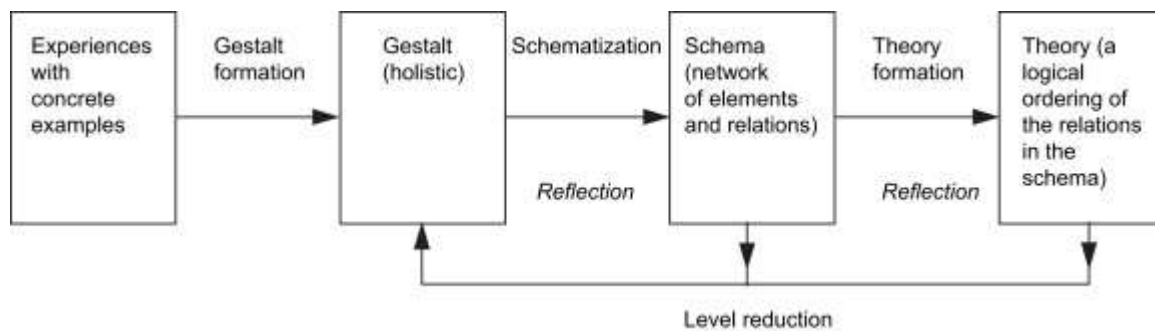 Experiences
with
concrete
examples
Gestalt
formation
Gestalt
(holistic)
Schematization
Reflection
Schema
(network
of elements
and relations)
Theory
formation
Reflection
Theory (a
logical
ordering of
the relations
in the
schema)
Level reduction